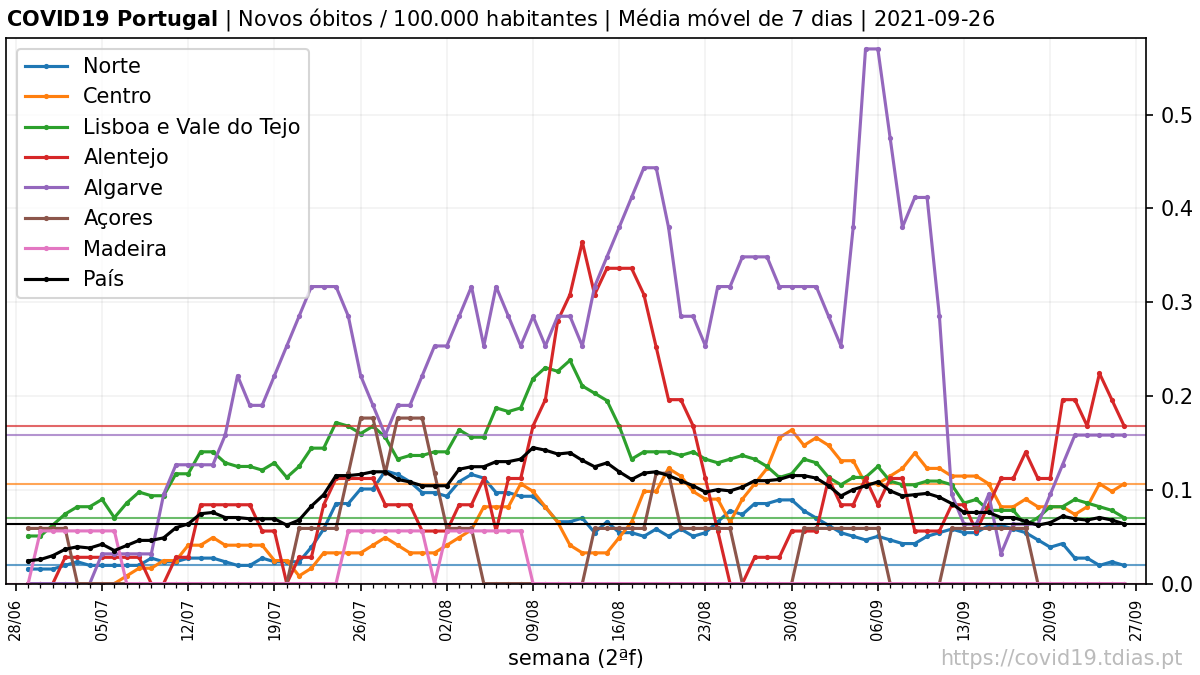 COVID19 Portugal | Novos óbitos / 100.000 habitantes | Média móvel de 7 dias | 2021-09-26
Norte
Centro
Lisboa e Vale do Tejo
Alentejo
Algarve
Açores
Madeira
País
0.5
0.4
0.3
0.2
0.1
0.0
28/06 05/07 12/07 19/07 26/07 02/08 09/08 16/08 23/08 30/08 06/09 13/09 20/09 27/09
semana (2ªf)
https://covid19.tdias.pt